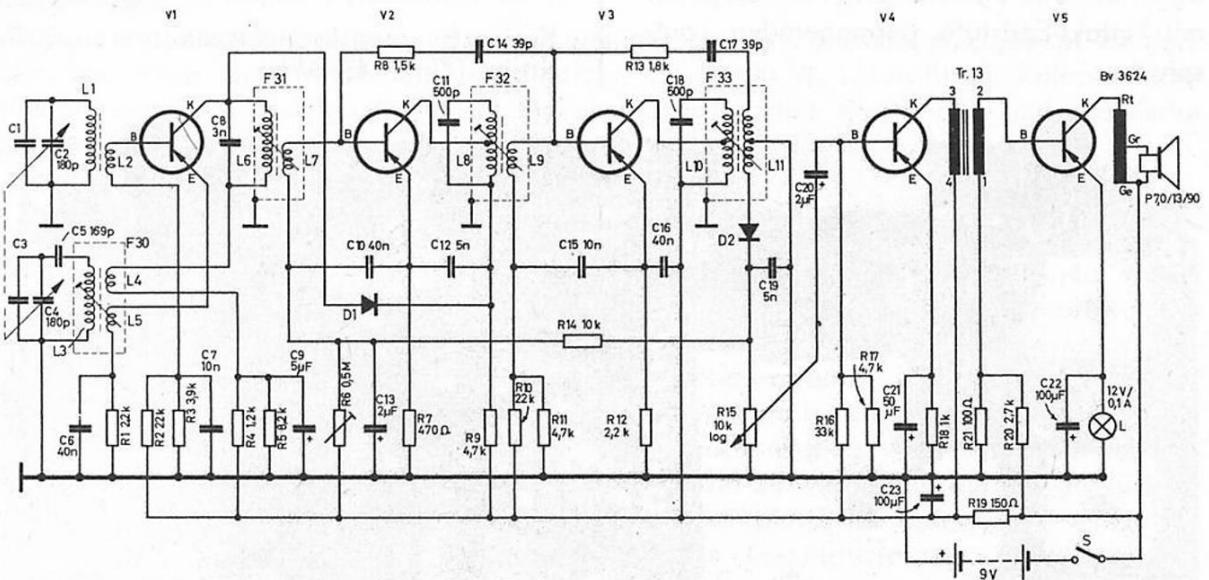 V1
V2
V3
V4
V5
R8 1,5k
C14 39p
R13 1,8k
C17 39p
F31
F32
F33
Tr. 13
Bv 3624
L1
C1
C2
180p
L2
B
K
E
C8
3n
L6
L7
B
K
E
C11
500p
L8
L9
B
K
E
C18
500p
L10
L11
C20
2µF
B
K
E
3
2
4
1
B
K
E
Rt
Gr
Ge
P7,0/13/90
C3
C5 169p
F30
L4
C4
180p
L3
L5
C10 40n
C12 5n
C15 10n
C16
40n
D2
C19
5n
D1
R14 10k
C6
40n
R1 2,2k
R2 22k
R3 3,9k
C7
10n
R4 1,2k
R5 8,2k
C9
5µF
R6 0,5M
C13
2µF
R7
470Ω
R9
4,7k
R10
22k
R11
4,7k
R12
2,2k
R15
10k
log
R16
33k
R17
4,7k
C21
50
µF
R18 1k
R21 100Ω
R20 2,7k
C22
100µF
12V/
0,1A
L
C23
100µF
R19 150Ω
9V
S